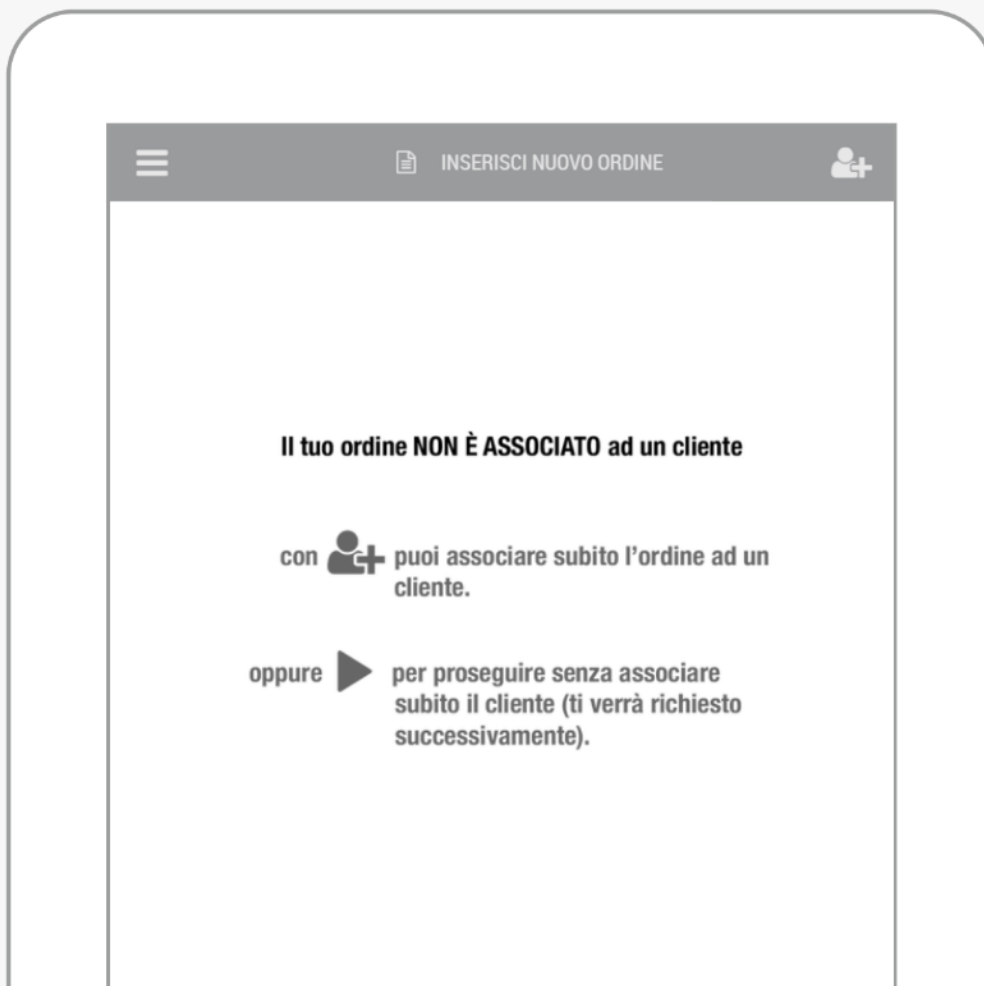 INSERISCI NUOVO ORDINE
Il tuo ordine NON È ASSOCIATO ad un cliente
con puoi associare subito l’ordine ad un
cliente.
oppure per proseguire senza associare
subito il cliente (ti verrà richiesto
successivamente).